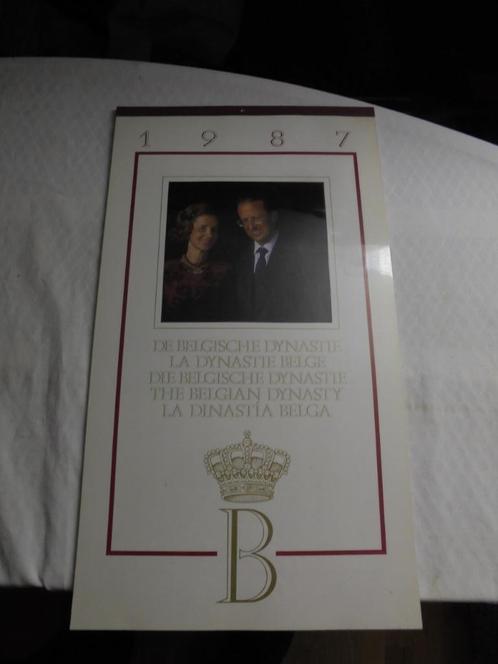 1987
DE BELGISCHE DYNASTIE
LA DYNASTIE BELGE
DIE BELGISCHE DYNASTIE
THE BELGIAN DYNASTY
LA DINASTÍA BELGA
B